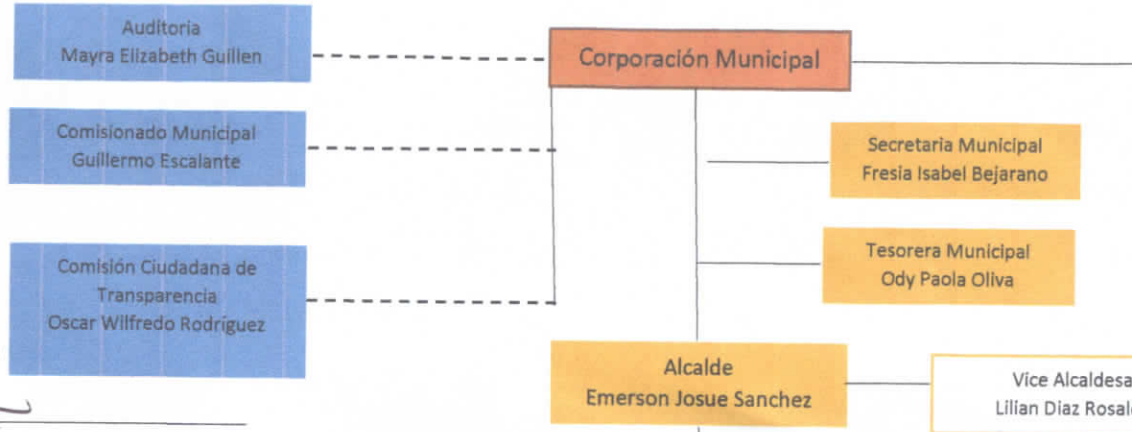 Auditoria
Mayra Elizabeth Guillen
Corporación Municipal
Comisionado Municipal
Guillermo Escalante
Secretaria Municipal
Fresia Isabel Bejarano
Comisión Ciudadana de
Transparencia
Oscar Wilfredo Rodríguez
Tesorera Municipal
Ody Paola Oliva
Alcalde
Emerson Josue Sanchez
Vice Alcaldesa
Lilian Diaz